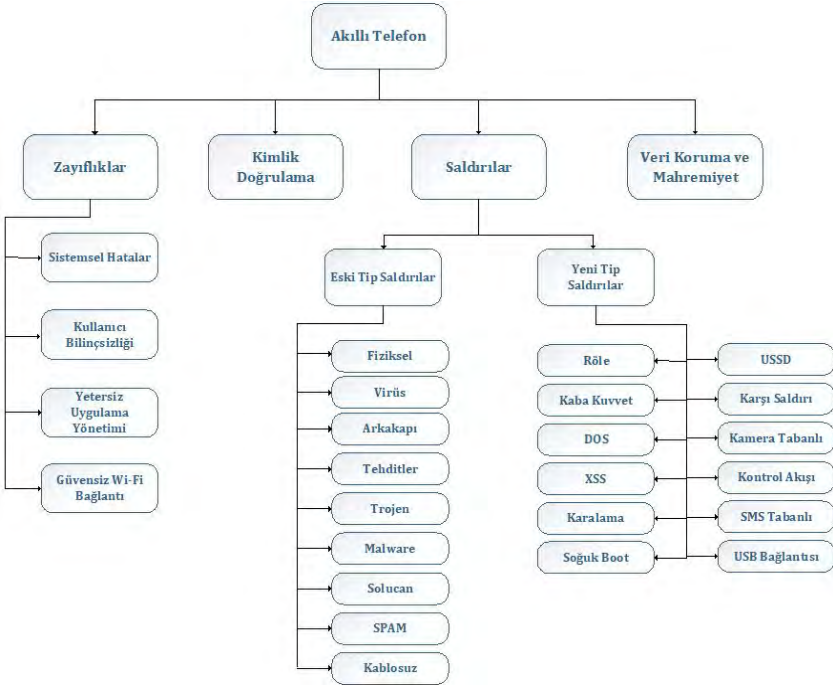 Akıllı Telefon
Zayıflıklar
Kimlik
Doğrulama
Saldırılar
Veri Koruma ve
Mahremiyet
Sistemsel Hatalar
Kullanıcı
Bilinçsizliği
Yetersiz
Uygulama
Yönetimi
Güvensiz Wi-Fi
Bağlantı
Eski Tip Saldırılar
Yeni Tip
Saldırılar
Fiziksel
Virüs
Arkakapı
Tehditler
Trojen
Malware
Solucan
SPAM
Kablosuz
Röle
Kaba Kuvvet
DOS
XSS
Karalama
Soğuk Boot
USSD
Karşı Saldırı
Kamera Tabanlı
Kontrol Akışı
SMS Tabanlı
USB Bağlantısı